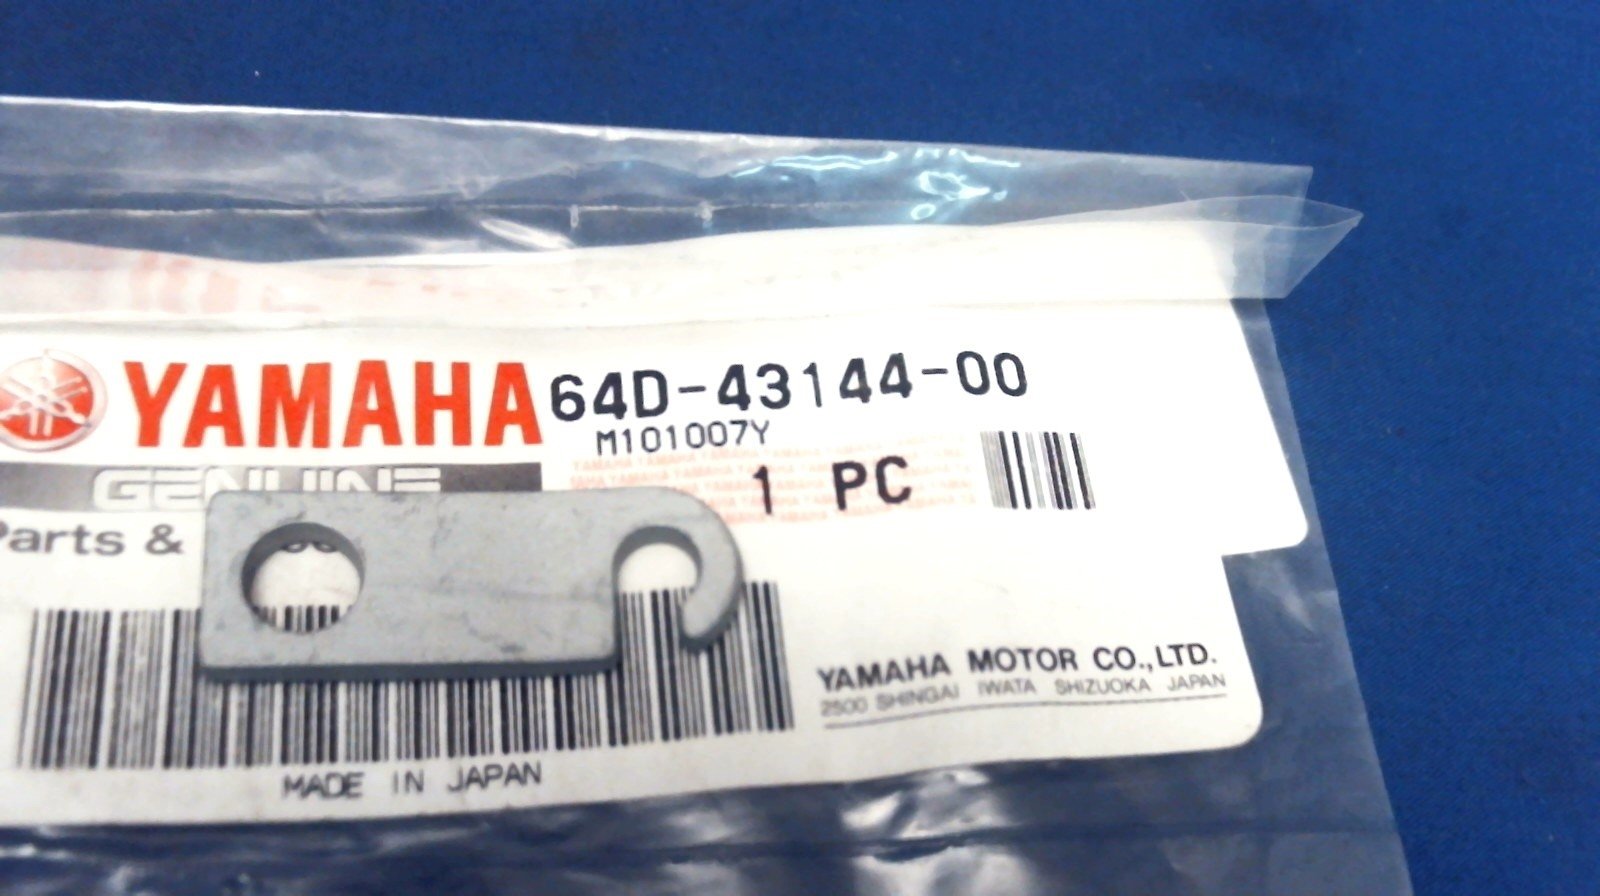 YAMAHA 64D-43144-00
M101007Y
GENUINE
1 PC
Parts &
YAMAHA MOTOR CO.,LTD.
2500 SHINGAI IWATA SHIZUOKA JAPAN
MADE IN JAPAN